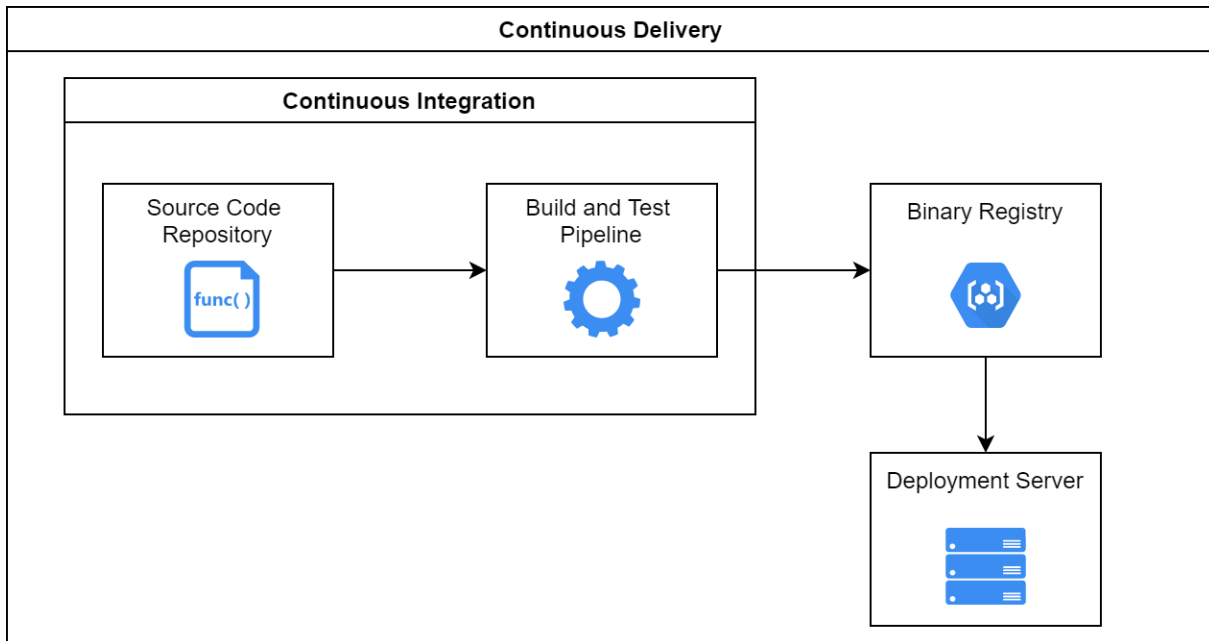 Continuous Delivery
Continuous Integration
Source Code
Repository
func( )
Build and Test
Pipeline
Binary Registry
Deployment Server